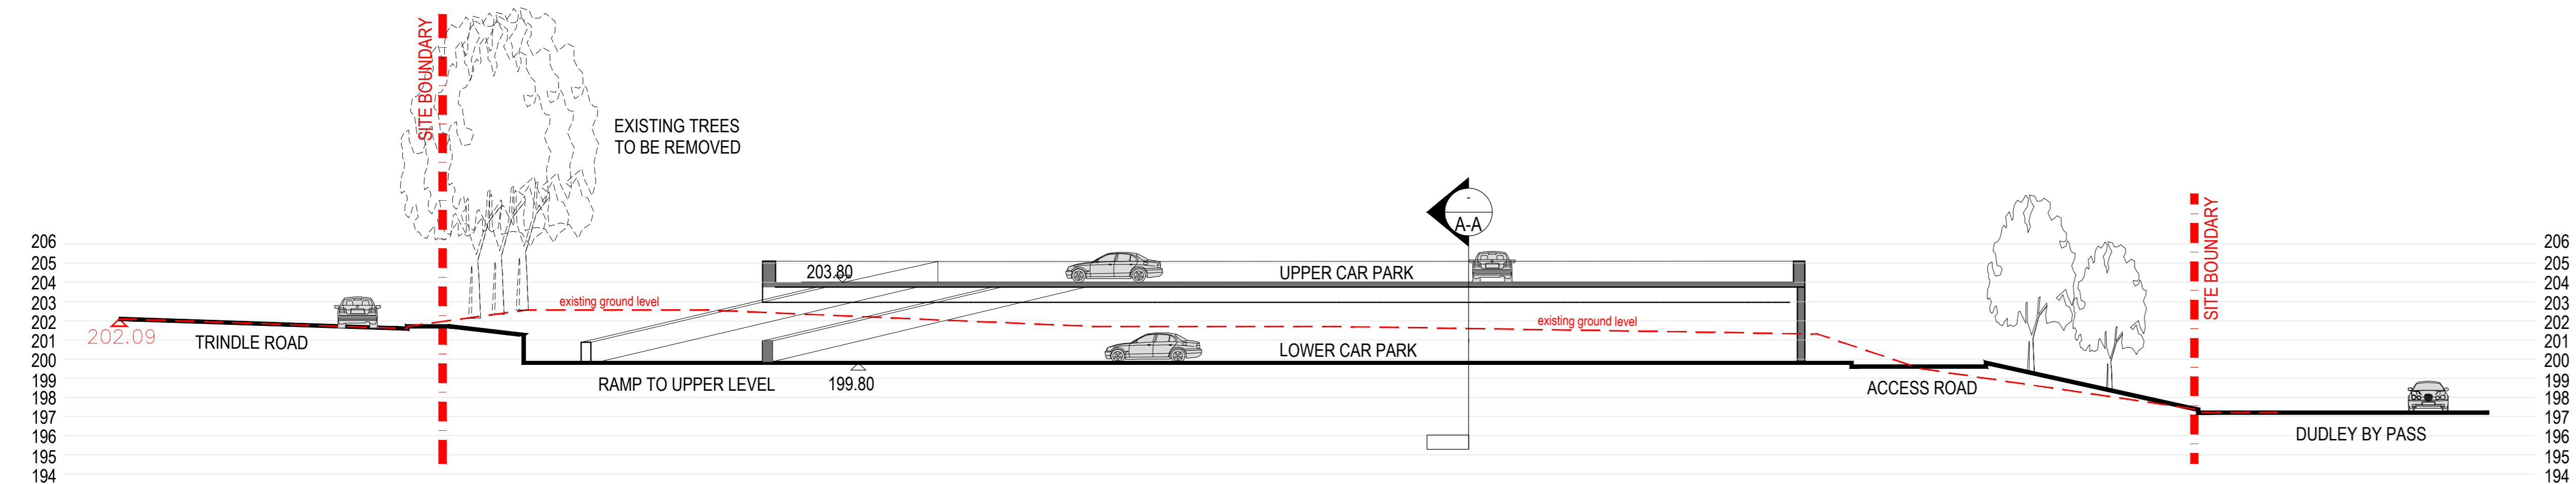 SITE BOUNDARY
EXISTING TREES
TO BE REMOVED
-
A-A
SITE BOUNDARY
206
205
204
203
202
201
200
199
198
197
196
195
194
202.09
TRINDLE ROAD
existing ground level
203.80
UPPER CAR PARK
existing ground level
LOWER CAR PARK
RAMP TO UPPER LEVEL
199.80
ACCESS ROAD
DUDLEY BY PASS
206
205
204
203
202
201
200
199
198
197
196
195
194